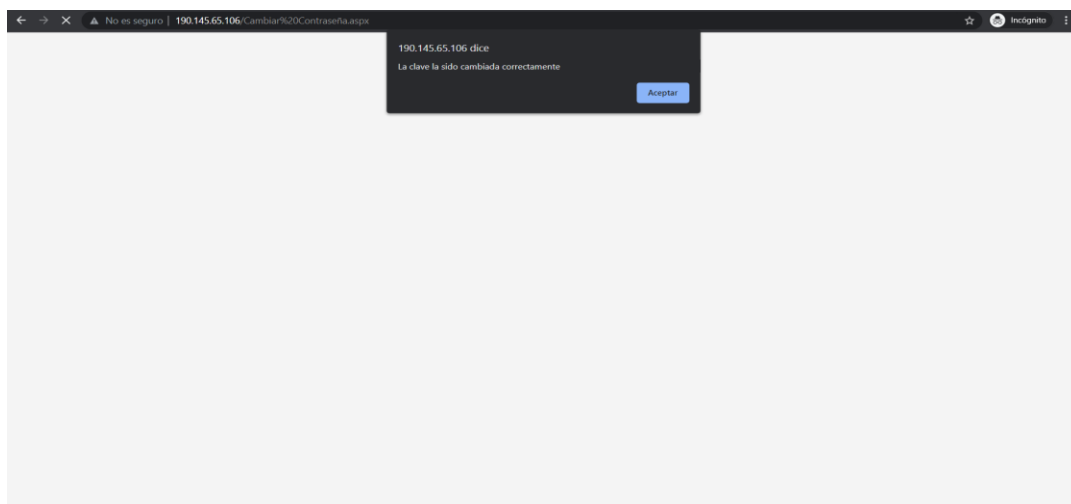 No es seguro | 190.145.65.106/Cambiar%20Contraseña.aspx
Incógnito
190.145.65.106 dice
La clave la sido cambiada correctamente
Aceptar